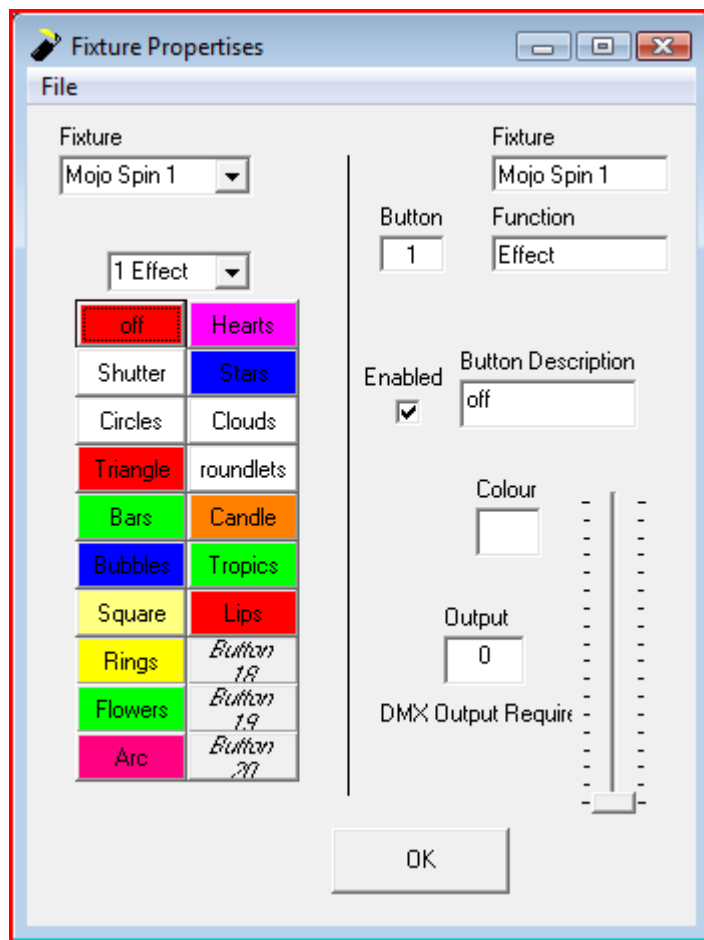 Fixture Propertises
File
Fixture
Mojo Spin 1
1 Effect
off
Hearts
Shutter
Stars
Circles
Clouds
Triangle
roundlets
Bars
Candle
Bubbles
Tropics
Square
Lips
Rings
Button
18
Flowers
Button
19
Arc
Button
20
Fixture
Mojo Spin 1
Button
Function
1
Effect
Enabled
Button Description
off
Colour
Output
0
DMX Output Require
OK